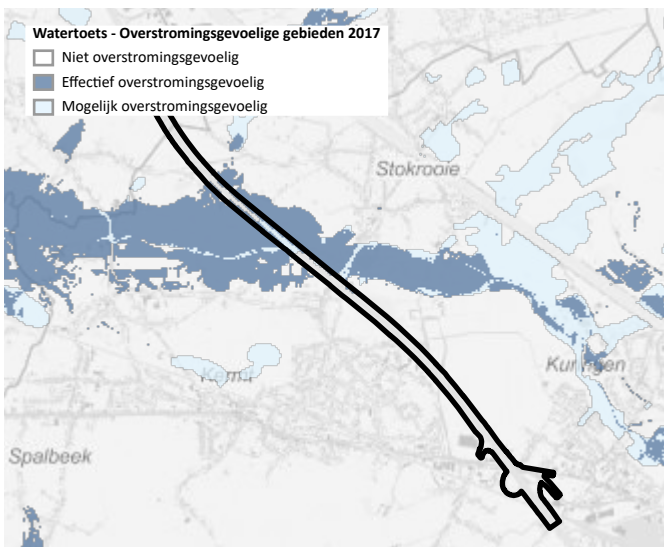 Watertoets - Overstromingsgevoelige gebieden 2017
Niet overstromingsgevoelig
Effectief overstromingsgevoelig
Mogelijk overstromingsgevoelig
Stokrooie
Spalbeek